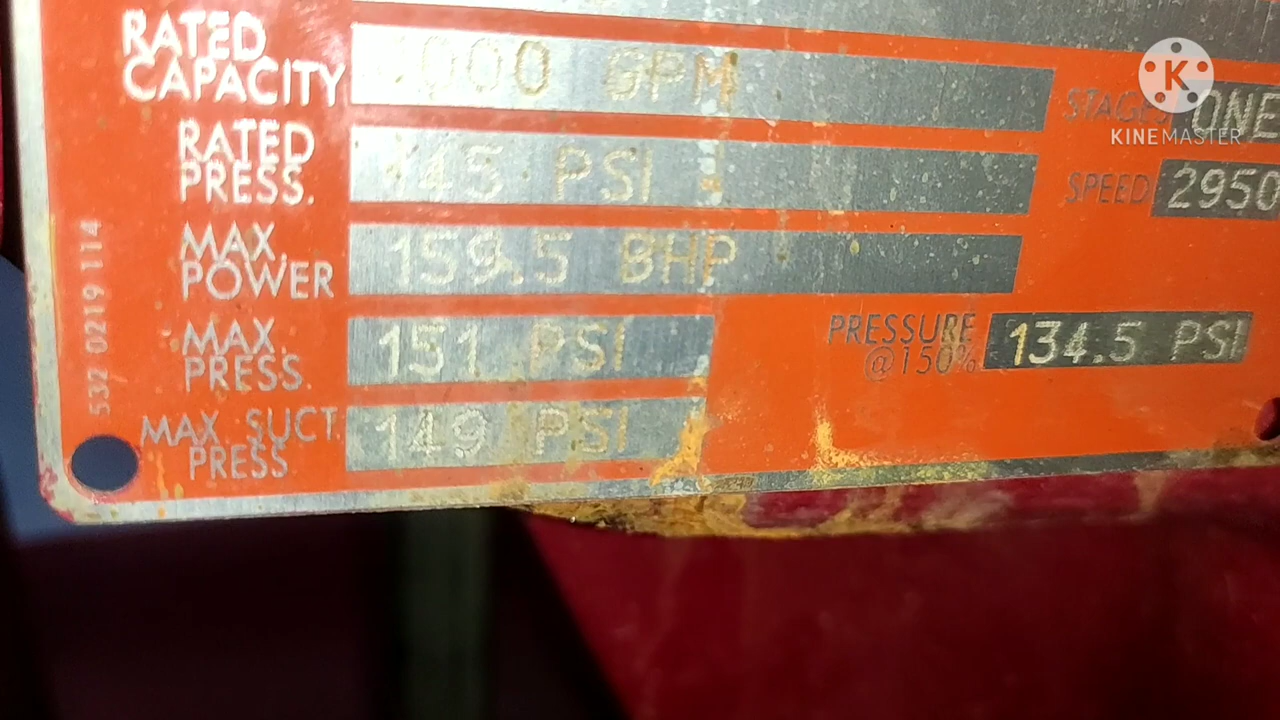 RATED CAPACITY 000 GPM
STAGES ONE
RATED PRESS. 145 PSI
SPEED 2950
MAX. POWER 159.5 BHP
MAX. PRESS. 151 PSI
PRESSURE @150% 134.5 PSI
MAX SUCT. PRESS 149 PSI
532 0219 114
K
KINEMASTER